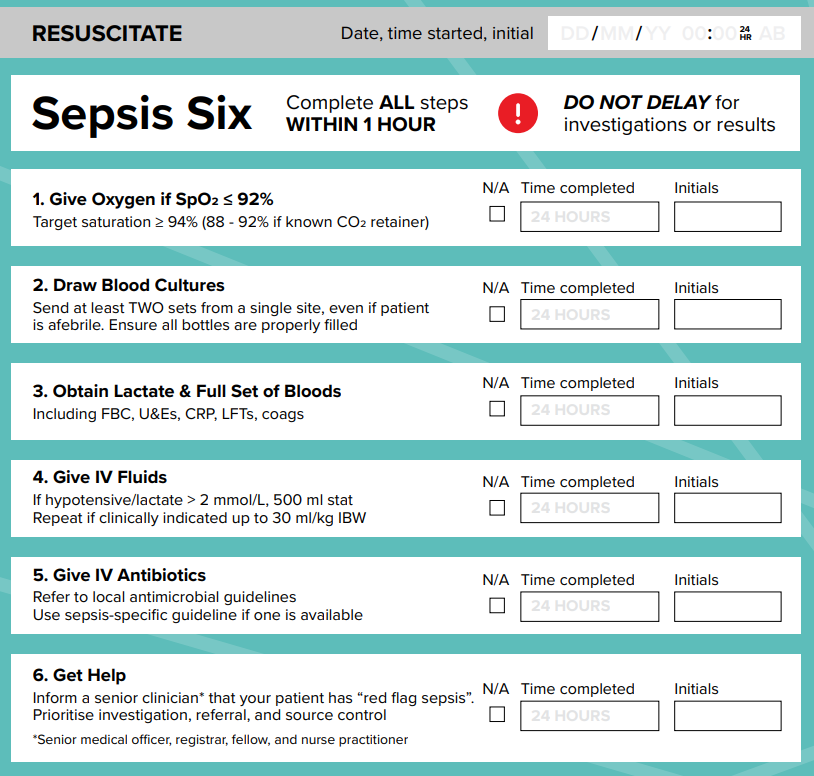 RESUSCITATE
Date, time started, initial
DD/MM/YY 00:00 24 HR AB
Sepsis Six
Complete ALL steps
WITHIN 1 HOUR
!
DO NOT DELAY for
investigations or results
1. Give Oxygen if SpO₂ ≤ 92%
Target saturation ≥ 94% (88 - 92% if known CO₂ retainer)
N/A Time completed Initials
24 HOURS
2. Draw Blood Cultures
Send at least TWO sets from a single site, even if patient
is afebrile. Ensure all bottles are properly filled
N/A Time completed Initials
24 HOURS
3. Obtain Lactate & Full Set of Bloods
Including FBC, U&Es, CRP, LFTs, coags
N/A Time completed Initials
24 HOURS
4. Give IV Fluids
If hypotensive/lactate > 2 mmol/L, 500 ml stat
Repeat if clinically indicated up to 30 ml/kg IBW
N/A Time completed Initials
24 HOURS
5. Give IV Antibiotics
Refer to local antimicrobial guidelines
Use sepsis-specific guideline if one is available
N/A Time completed Initials
24 HOURS
6. Get Help
Inform a senior clinician* that your patient has “red flag sepsis”.
Prioritise investigation, referral, and source control
*Senior medical officer, registrar, fellow, and nurse practitioner
N/A Time completed Initials
24 HOURS